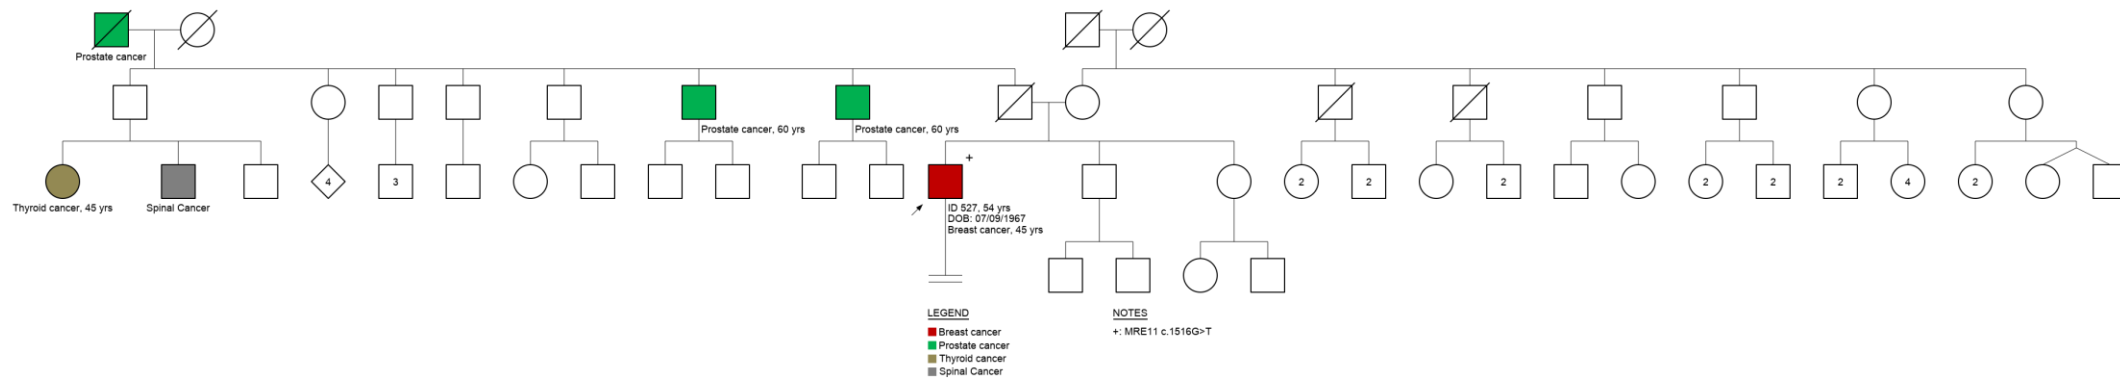 Prostate cancer
Prostate cancer, 60 yrs
Prostate cancer, 60 yrs
+
4
3
2
2
2
2
2
2
4
2
Thyroid cancer, 45 yrs
Spinal Cancer
ID 527, 54 yrs
DOB: 07/09/1967
Breast cancer, 45 yrs
LEGEND
Breast cancer
Prostate cancer
Thyroid cancer
Spinal Cancer
NOTES
+: MRE11 c.1516G>T